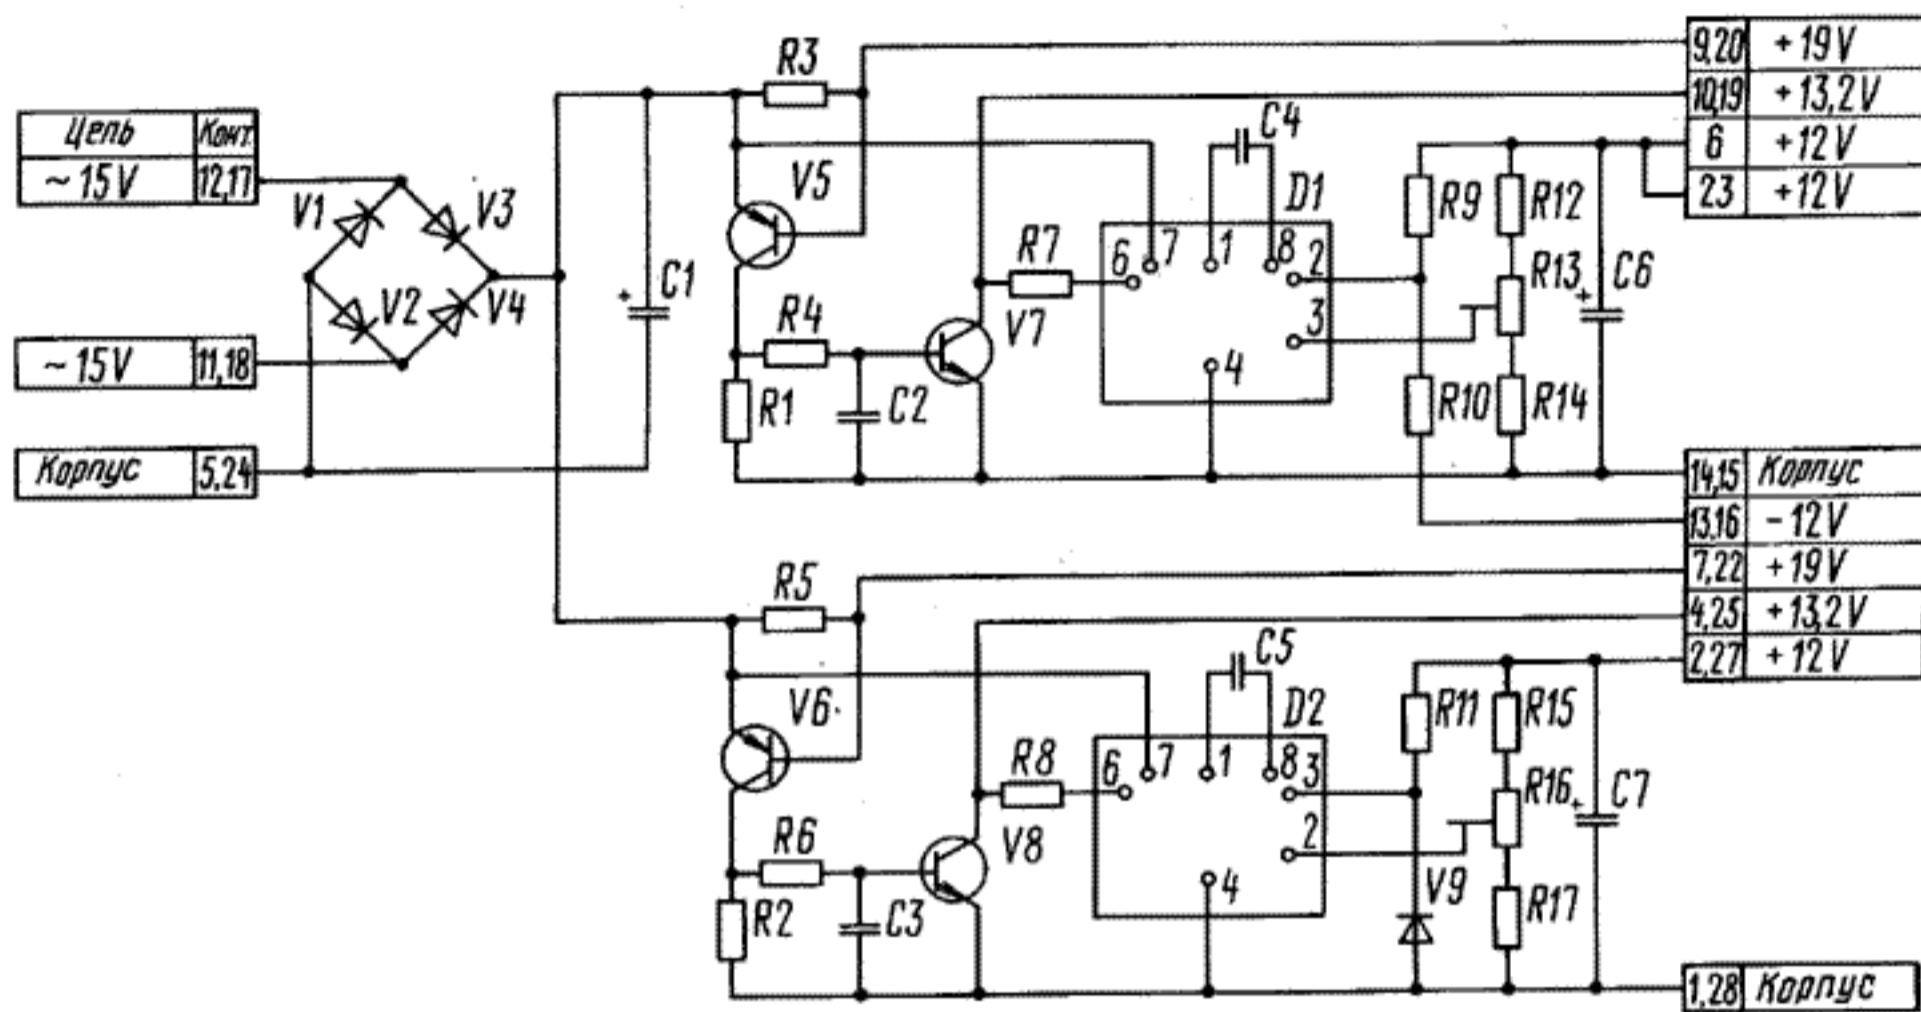 9,20 +19V
R3
10,19 +13,2V
Цепь Конт.
C4
6 +12V
~15V 12,17
V5
23 +12V
V1 V3
D1 R9 R12
R7 6 7 1 8 2
R13
+ C1
+ C6
V2 V4
R4 V7 3
4
~15V 11,18
R1 C2 R10 R14
Корпус 5,24
14,15 Корпус
13,16 -12V
7,22 +19V
R5
4,25 +13,2V
C5
2,27 +12V
V6
D2 R11 R15
R8 6 7 1 8 3
R16 + C7
R6 V8 2
4 V9
R2 C3 R17
1,28 Корпус